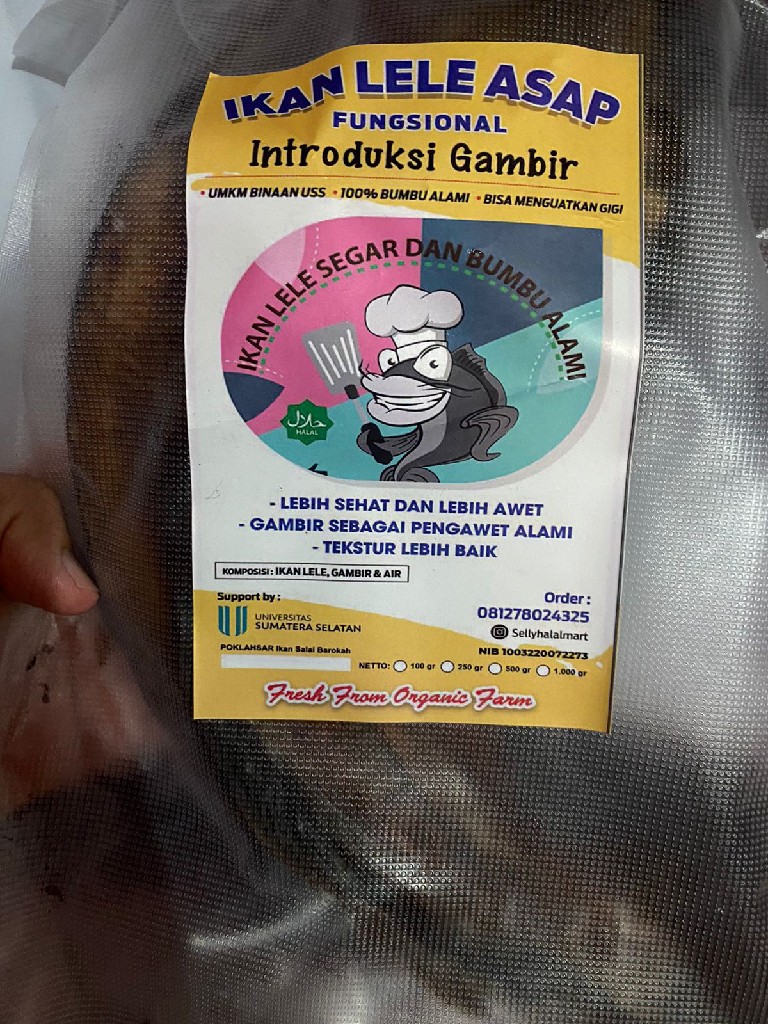 IKAN LELE ASAP
FUNGSIONAL
Introduksi Gambir
• UMKM BINAAN USS • 100% BUMBU ALAMI • BISA MENGUATKAN GIGI
IKAN LELE SEGAR DAN BUMBU ALAMI
حلال
HALAL
- LEBIH SEHAT DAN LEBIH AWET
- GAMBIR SEBAGAI PENGAWET ALAMI
- TEKSTUR LEBIH BAIK
KOMPOSISI : IKAN LELE, GAMBIR & AIR
Support by :
UNIVERSITAS
SUMATERA SELATAN
POKLAHSAR Ikan Salai Barokah
Order :
081278024325
Sellyhalalmart
NIB 1003220072273
NETTO: 100 gr 250 gr 500 gr 1.000 gr
Fresh From Organic Farm